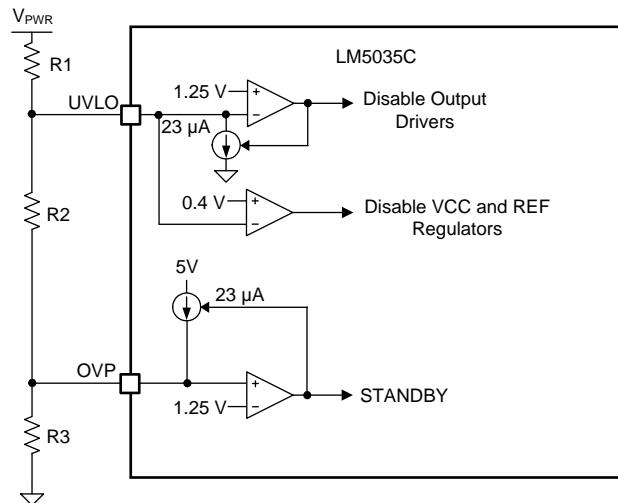 V_PWR
R1
LM5035C
UVLO
1.25 V
+
−
23 µA
Disable Output
Drivers
R2
0.4 V
+
−
Disable VCC and REF
Regulators
5V
23 µA
OVP
+
1.25 V
−
STANDBY
R3